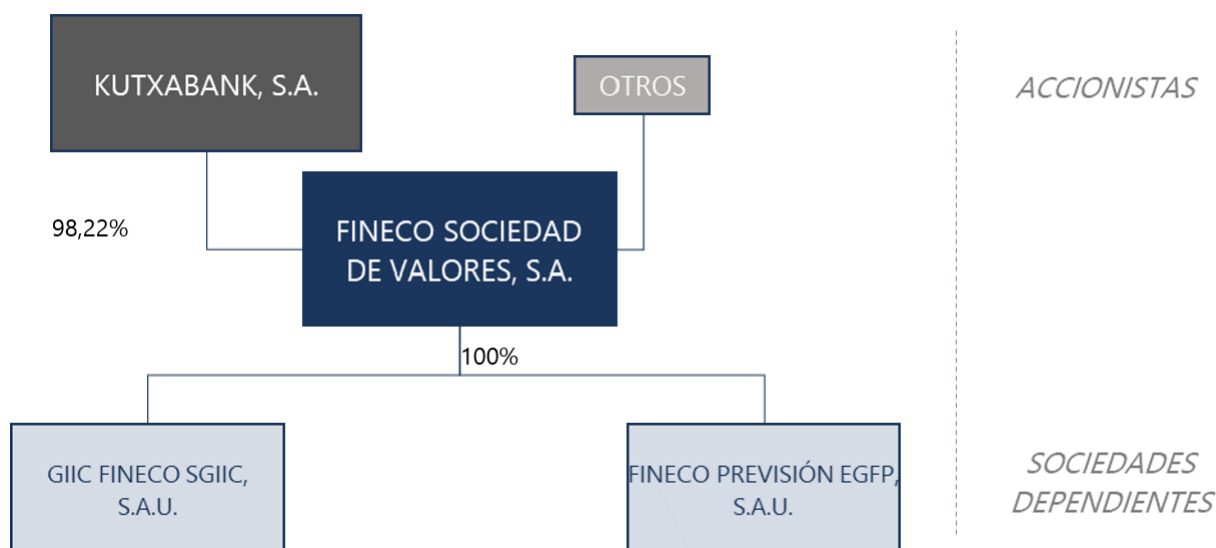 KUTXABANK, S.A.
OTROS
ACCIONISTAS
98,22%
FINECO SOCIEDAD
DE VALORES, S.A.
100%
GIIC FINECO SGIIC,
S.A.U.
FINECO PREVISIÓN EGFP,
S.A.U.
SOCIEDADES
DEPENDIENTES